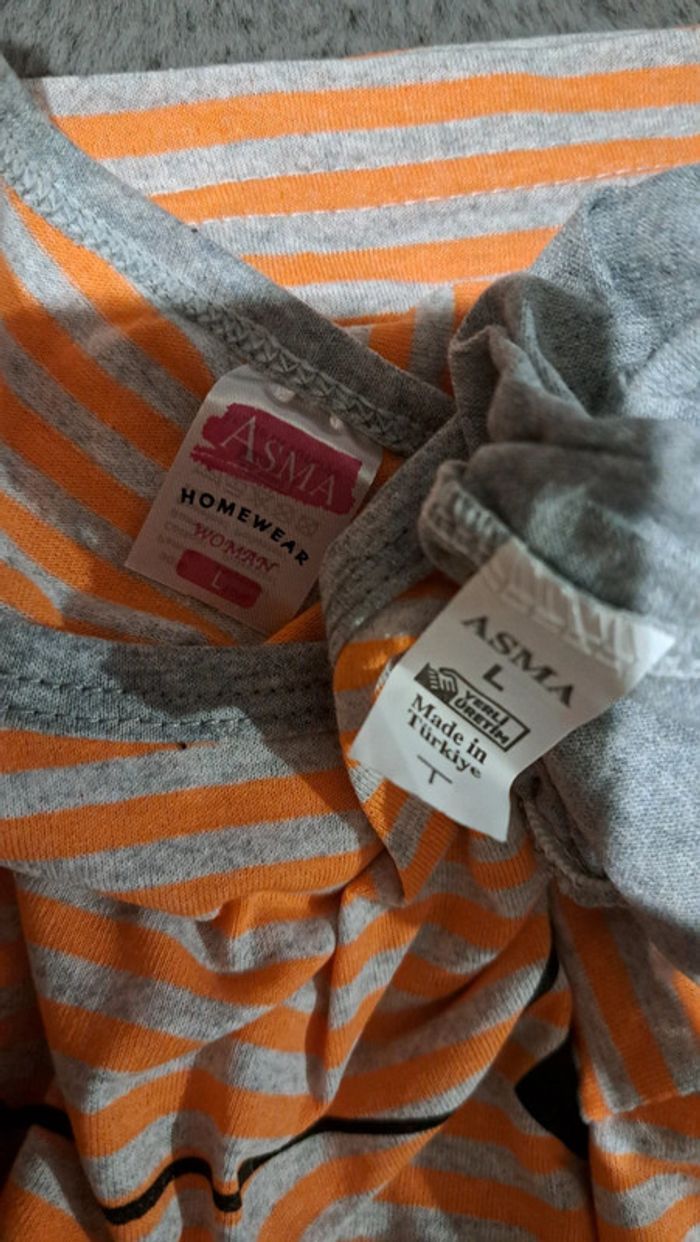 ASMA
HOMEWEAR
WOMAN
L
ASMA
L
YERLİ
ÜRETİM
Made in
Türkiye